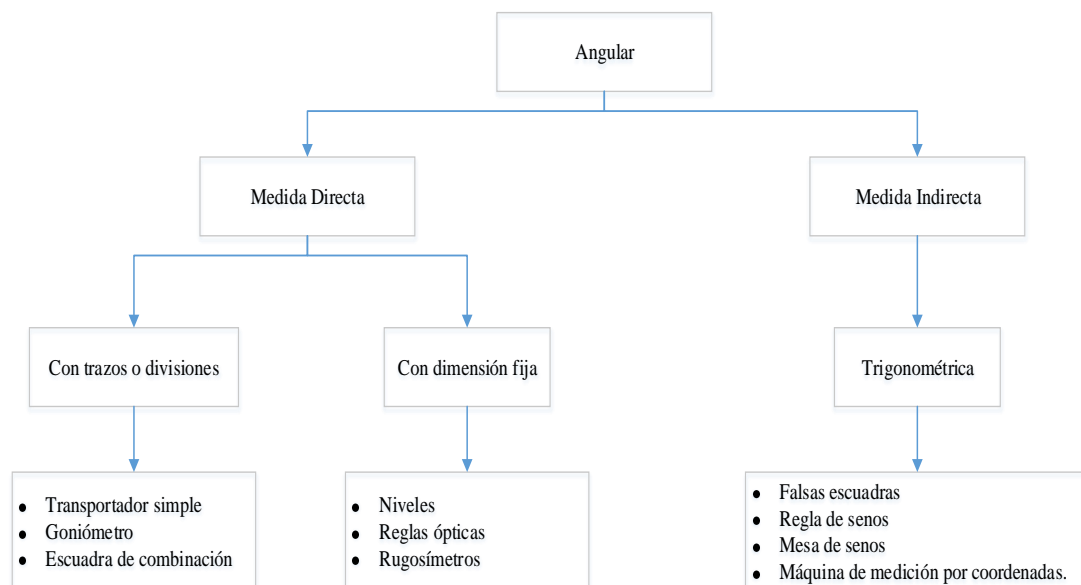 Angular
Medida Directa
Medida Indirecta
Con trazos o divisiones
Con dimensión fija
Trigonométrica
● Transportador simple
● Goniómetro
● Escuadra de combinación
● Niveles
● Reglas ópticas
● Rugosímetros
● Falsas escuadras
● Regla de senos
● Mesa de senos
● Máquina de medición por coordenadas.